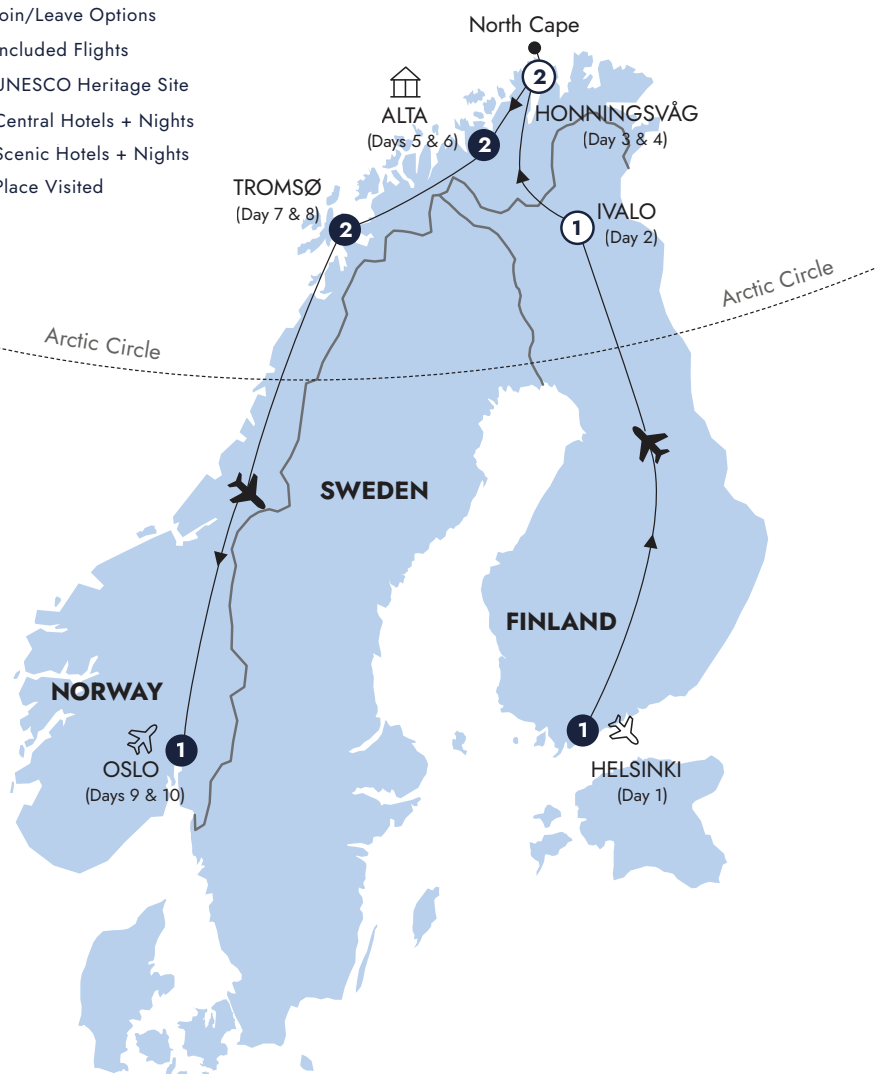 oin/Leave Options
ncluded Flights
UNESCO Heritage Site
Central Hotels + Nights
Scenic Hotels + Nights
Place Visited
North Cape
2
ALTA
(Days 5 & 6)
2
HONNINGSVÅG
(Day 3 & 4)
TROMSØ
(Day 7 & 8)
2
1
IVALO
(Day 2)
Arctic Circle
Arctic Circle
SWEDEN
FINLAND
NORWAY
1
OSLO
(Days 9 & 10)
1
HELSINKI
(Day 1)